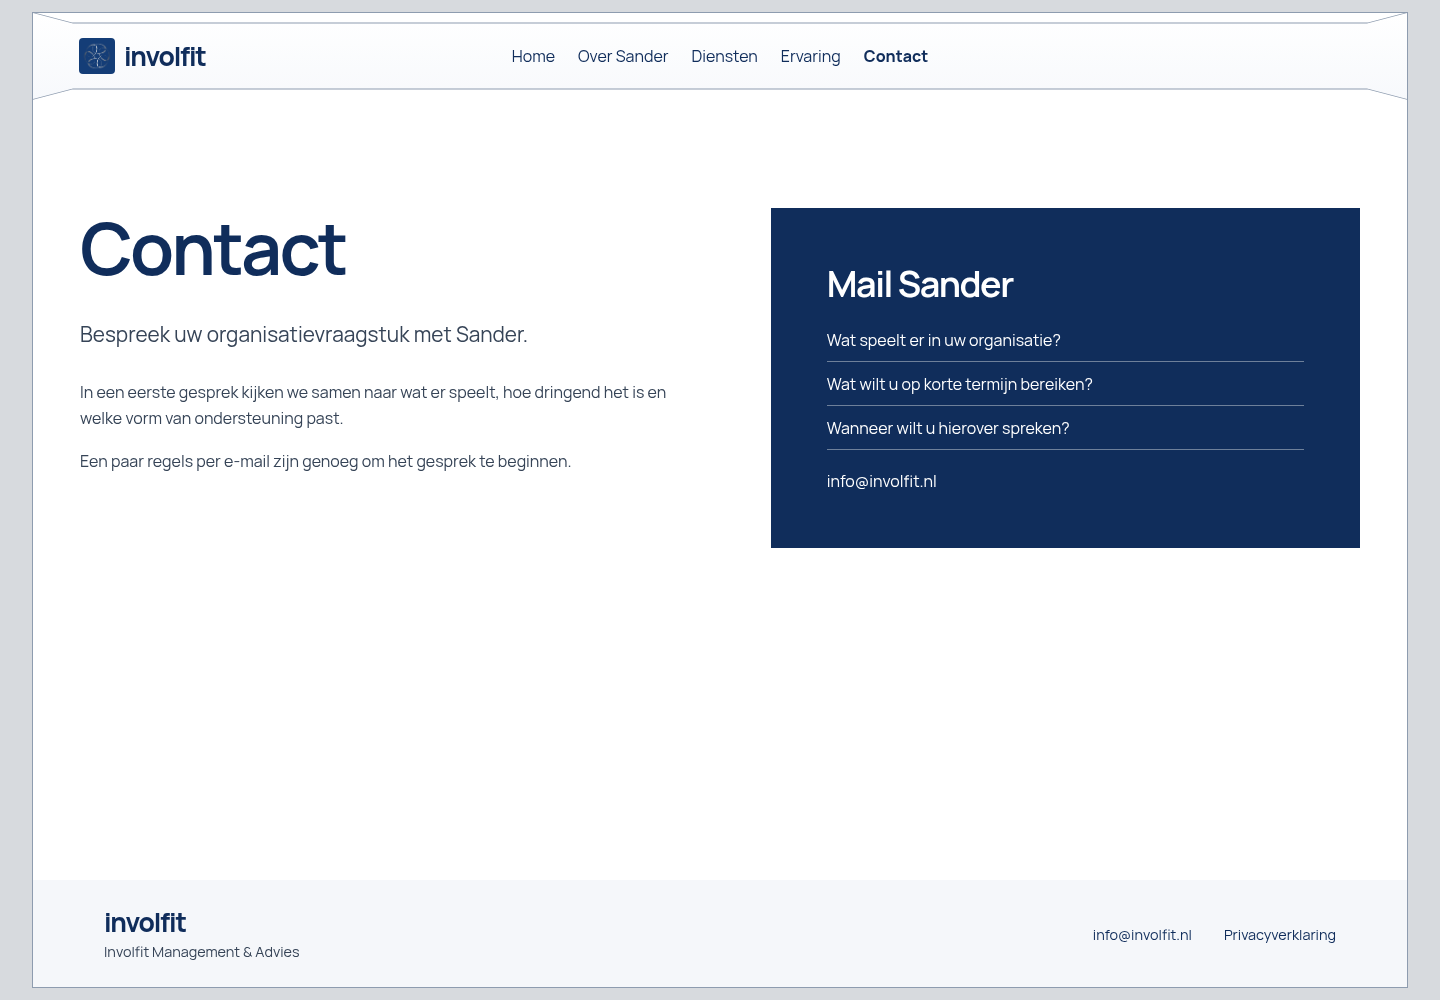 involfit
Home Over Sander Diensten Ervaring Contact
Contact
Bespreek uw organisatievraagstuk met Sander.
In een eerste gesprek kijken we samen naar wat er speelt, hoe dringend het is en
welke vorm van ondersteuning past.
Een paar regels per e-mail zijn genoeg om het gesprek te beginnen.
Mail Sander
Wat speelt er in uw organisatie?
Wat wilt u op korte termijn bereiken?
Wanneer wilt u hierover spreken?
info@involfit.nl
involfit
Involfit Management & Advies
info@involfit.nl Privacyverklaring